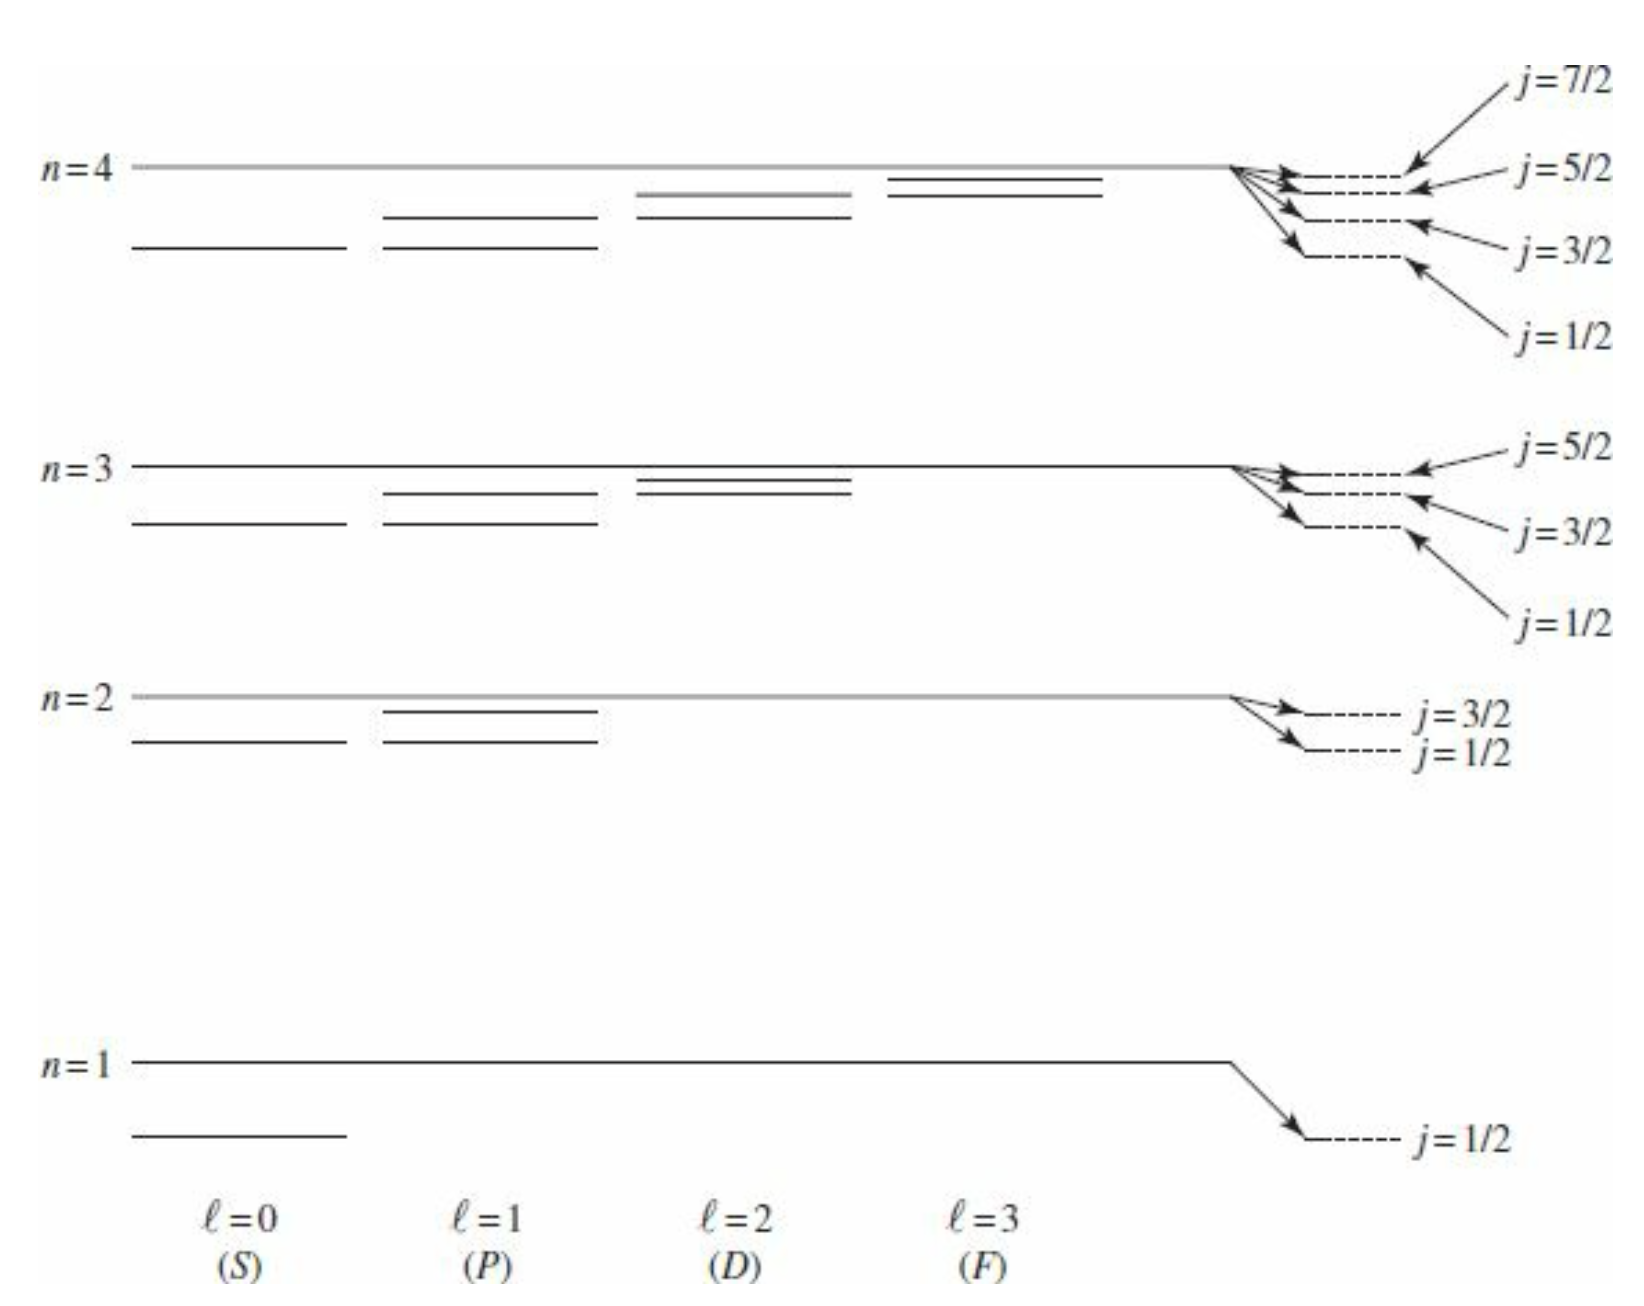 j=7/2
n=4
j=5/2
j=3/2
j=1/2
j=5/2
n=3
j=3/2
j=1/2
n=2
j=3/2
j=1/2
n=1
j=1/2
ℓ=0 ℓ=1 ℓ=2 ℓ=3
(S) (P) (D) (F)